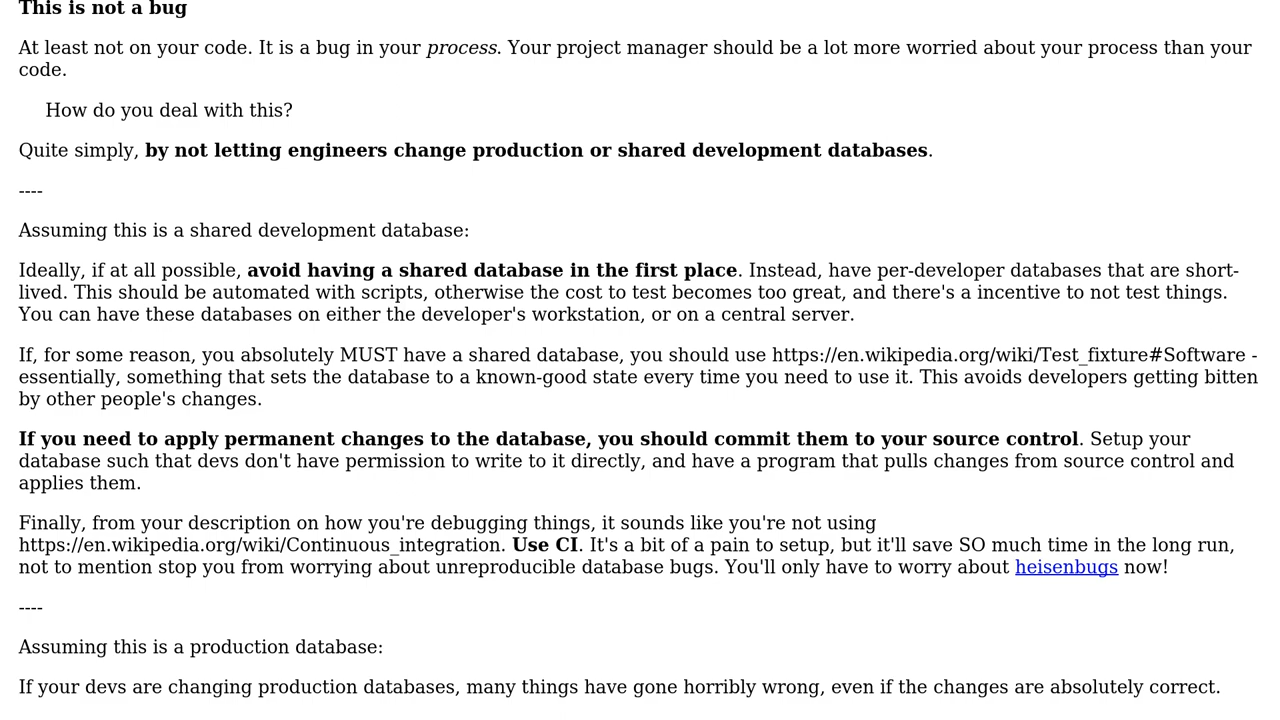 This is not a bug
At least not on your code. It is a bug in your process. Your project manager should be a lot more worried about your process than your
code.
How do you deal with this?
Quite simply, by not letting engineers change production or shared development databases.
----
Assuming this is a shared development database:
Ideally, if at all possible, avoid having a shared database in the first place. Instead, have per-developer databases that are short-
lived. This should be automated with scripts, otherwise the cost to test becomes too great, and there's a incentive to not test things.
You can have these databases on either the developer's workstation, or on a central server.
If, for some reason, you absolutely MUST have a shared database, you should use https://en.wikipedia.org/wiki/Test_fixture#Software -
essentially, something that sets the database to a known-good state every time you need to use it. This avoids developers getting bitten
by other people's changes.
If you need to apply permanent changes to the database, you should commit them to your source control. Setup your
database such that devs don't have permission to write to it directly, and have a program that pulls changes from source control and
applies them.
Finally, from your description on how you're debugging things, it sounds like you're not using
https://en.wikipedia.org/wiki/Continuous_integration. Use CI. It's a bit of a pain to setup, but it'll save SO much time in the long run,
not to mention stop you from worrying about unreproducible database bugs. You'll only have to worry about heisenbugs now!
----
Assuming this is a production database:
If your devs are changing production databases, many things have gone horribly wrong, even if the changes are absolutely correct.